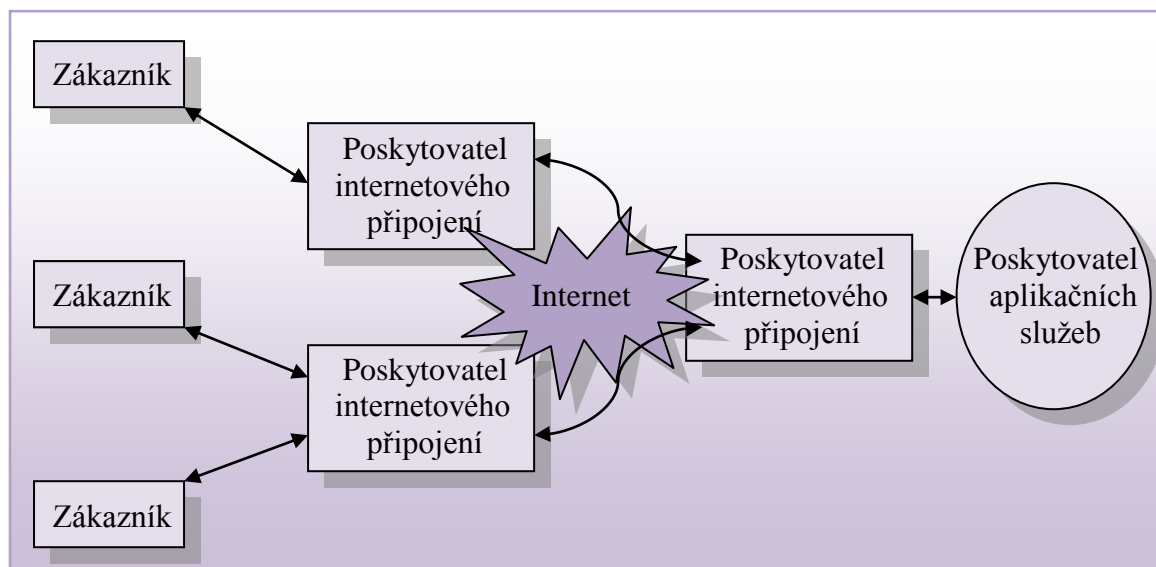 Zákazník
Poskytovatel
internetového
připojení
Zákazník
Internet
Poskytovatel
internetového
připojení
Poskytovatel
aplikačních
služeb
Poskytovatel
internetového
připojení
Zákazník